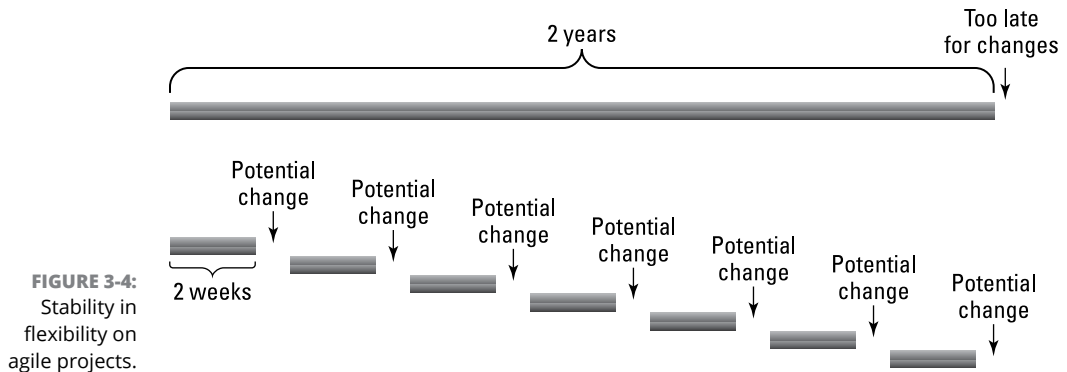 2 years
Too late
for changes
Potential
change
Potential
change
Potential
change
Potential
change
Potential
change
Potential
change
Potential
change
2 weeks
FIGURE 3-4:
Stability in
flexibility on
agile projects.